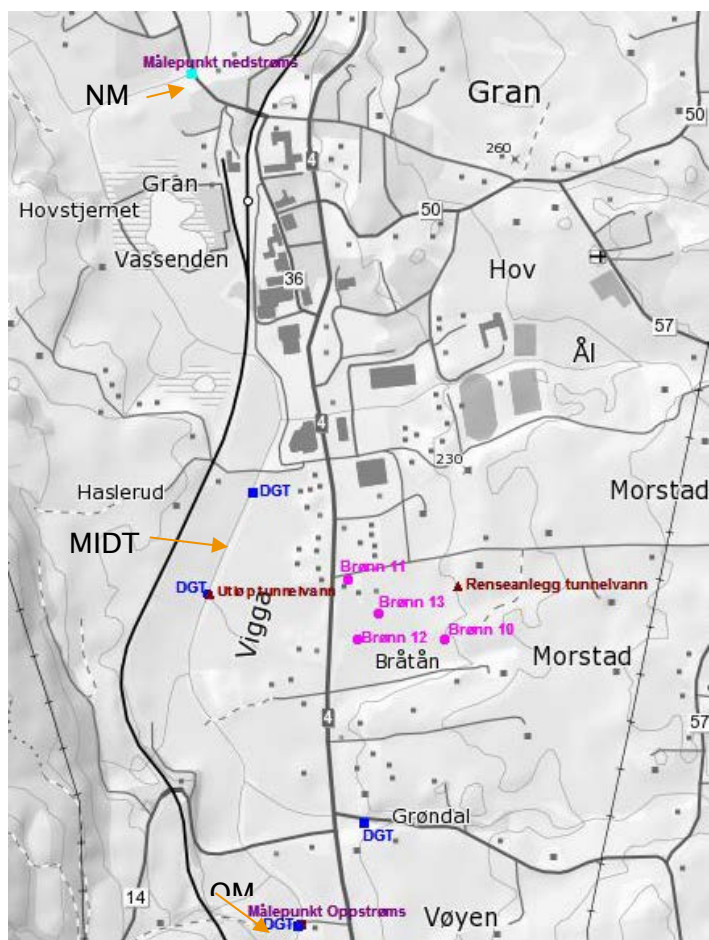 Målepunkt nedstrøms
NM
Gran
50
260
4
Gran
Hovstjernet
50
Vassenden
Hov
36
57
Ål
4
230
Haslerud
DGT
Morstad
MIDT
Brønn 11
DGT
Utløp tunnelvann
Renseanlegg tunnelvann
Brønn 13
Vigga
Brønn 12
Brønn 10
Bråtån
Morstad
4
57
Grøndal
DGT
14
OM
Målepunkt Oppstrøms
DGT
Vøyen